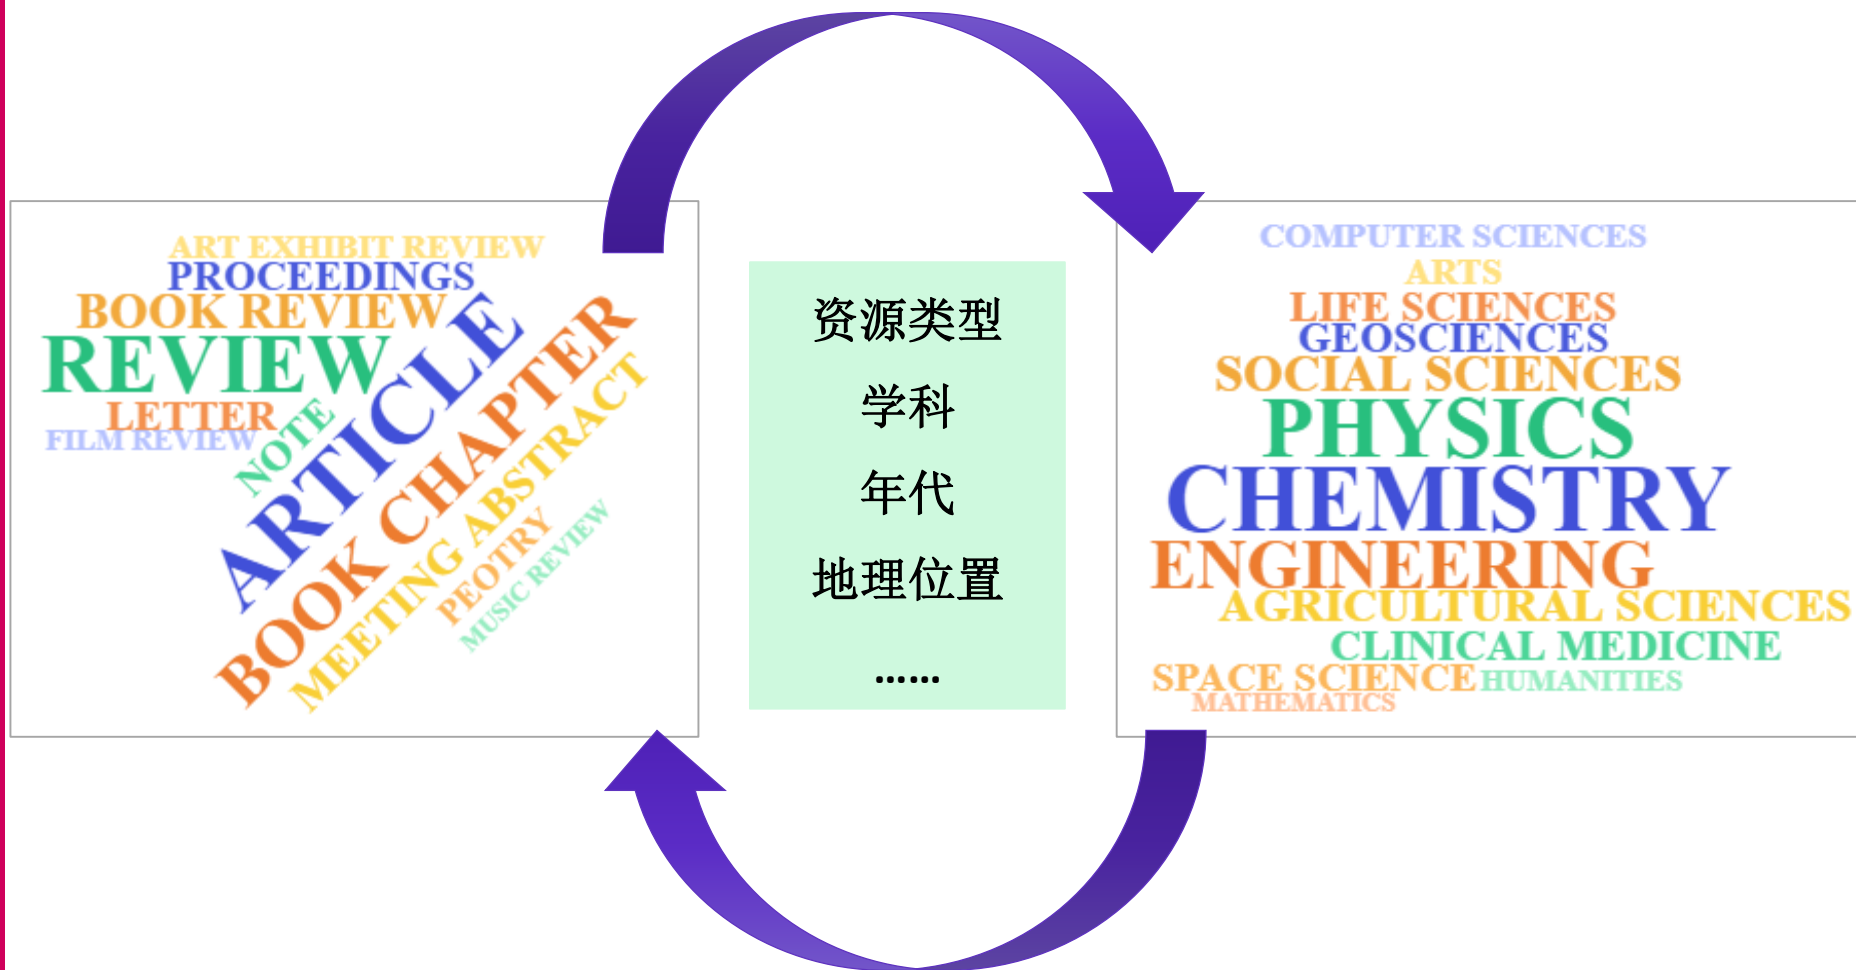 ART EXHIBIT REVIEW
PROCEEDINGS
BOOK REVIEW
REVIEW
LETTER
FILM REVIEW
NOTE
ARTICLE
BOOK CHAPTER
MEETING ABSTRACT
PEOTRY
MUSIC REVIEW
资源类型
学科
年代
地理位置
......
COMPUTER SCIENCES
ARTS
LIFE SCIENCES
GEOSCIENCES
SOCIAL SCIENCES
PHYSICS
CHEMISTRY
ENGINEERING
AGRICULTURAL SCIENCES
CLINICAL MEDICINE
SPACE SCIENCE
HUMANITIES
MATHEMATICS